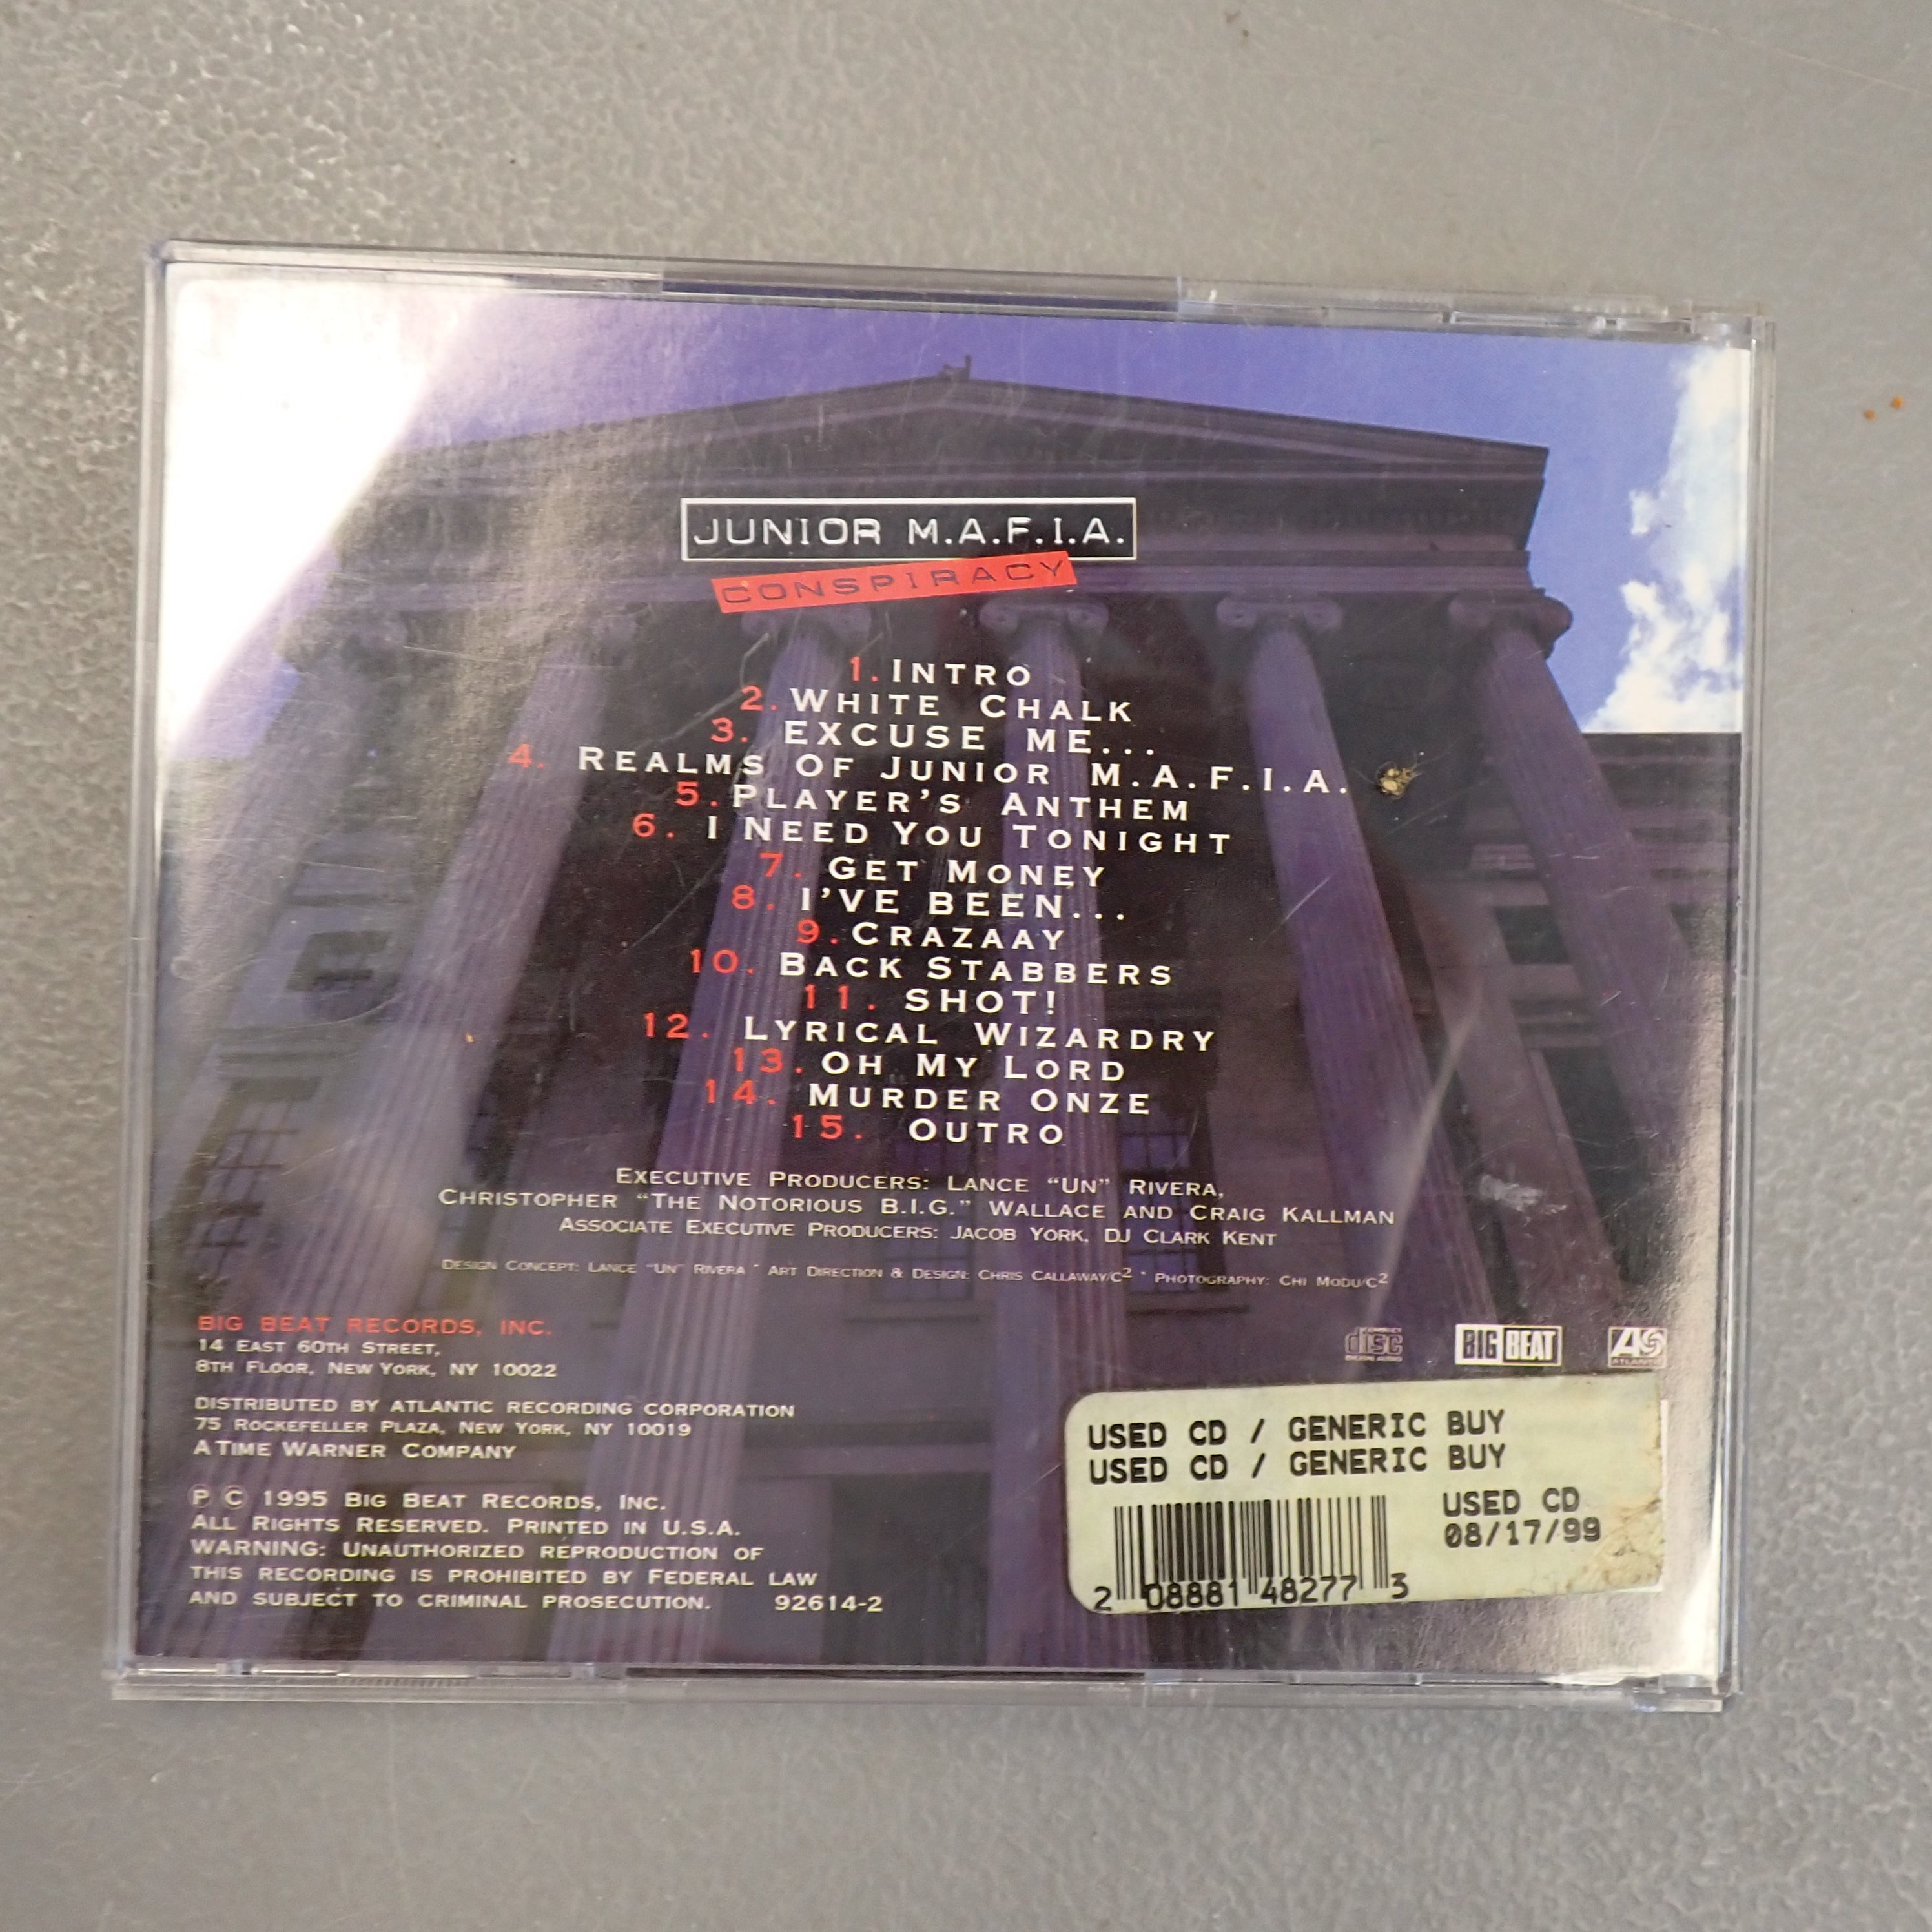 JUNIOR M.A.F.I.A.
CONSPIRACY
1. INTRO
2. WHITE CHALK
3. EXCUSE ME...
4. REALMS OF JUNIOR M.A.F.I.A.
5. PLAYER'S ANTHEM
6. I NEED YOU TONIGHT
7. GET MONEY
8. I'VE BEEN...
9. CRAZAAY
10. BACK STABBERS
11. SHOT!
12. LYRICAL WIZARDRY
13. OH MY LORD
14. MURDER ONZE
15. OUTRO
EXECUTIVE PRODUCERS: LANCE "UN" RIVERA,
CHRISTOPHER "THE NOTORIOUS B.I.G." WALLACE AND CRAIG KALLMAN
ASSOCIATE EXECUTIVE PRODUCERS: JACOB YORK, DJ CLARK KENT
DESIGN CONCEPT: LANCE "UN" RIVERA * ART DIRECTION & DESIGN: CHRIS CALLAWAY/C2 * PHOTOGRAPHY: CHI MODU/C2
BIG BEAT RECORDS, INC.
14 EAST 60TH STREET,
8TH FLOOR, NEW YORK, NY 10022
DISTRIBUTED BY ATLANTIC RECORDING CORPORATION
75 ROCKEFELLER PLAZA, NEW YORK, NY 10019
A TIME WARNER COMPANY
℗ © 1995 BIG BEAT RECORDS, INC.
ALL RIGHTS RESERVED. PRINTED IN U.S.A.
WARNING: UNAUTHORIZED REPRODUCTION OF
THIS RECORDING IS PROHIBITED BY FEDERAL LAW
AND SUBJECT TO CRIMINAL PROSECUTION. 92614-2
COMPACT
disc
DIGITAL AUDIO
BIG BEAT
ATLANTIC
USED CD / GENERIC BUY
USED CD / GENERIC BUY
USED CD
08/17/99
2 08881 48277 3